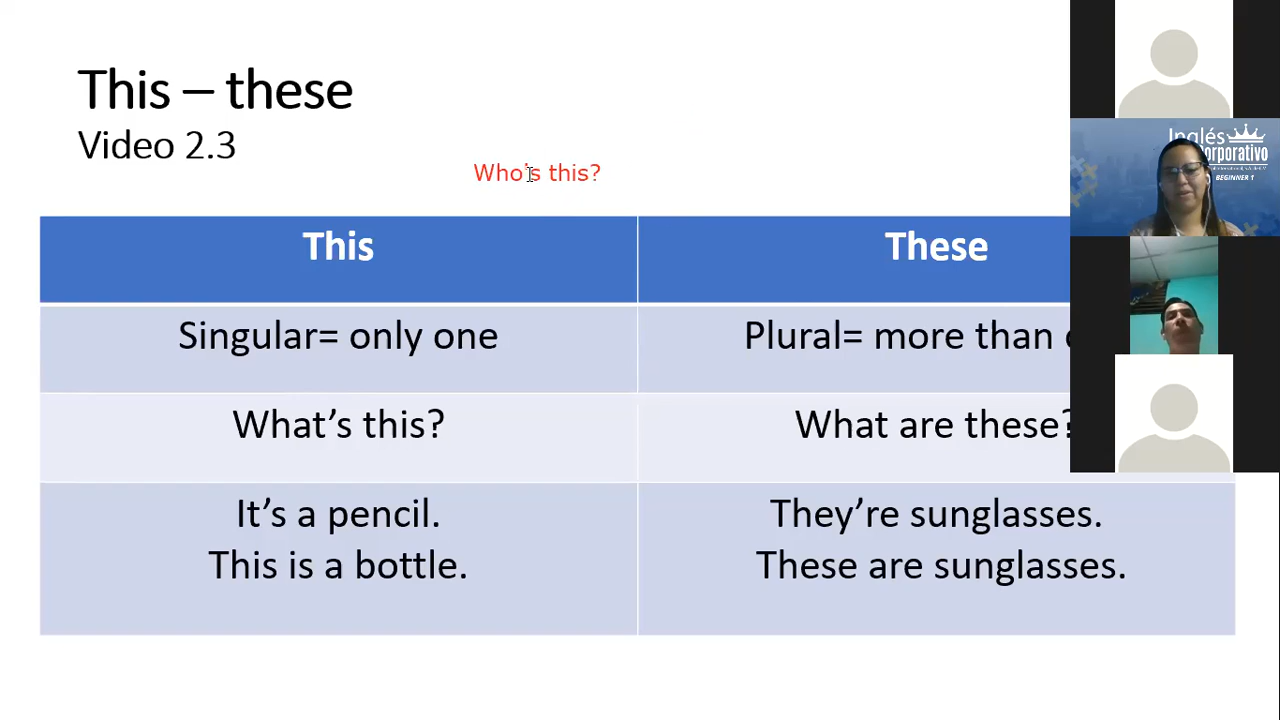 This – these
Video 2.3
Who's this?
This
These
Singular= only one
Plural= more than
What's this?
What are these?
It's a pencil.
This is a bottle.
They're sunglasses.
These are sunglasses.
Inglés
orporativo
BEGINNER 1